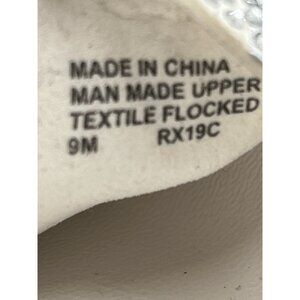 MADE IN CHINA
MAN MADE UPPER
TEXTILE FLOCKED
9M RX19C